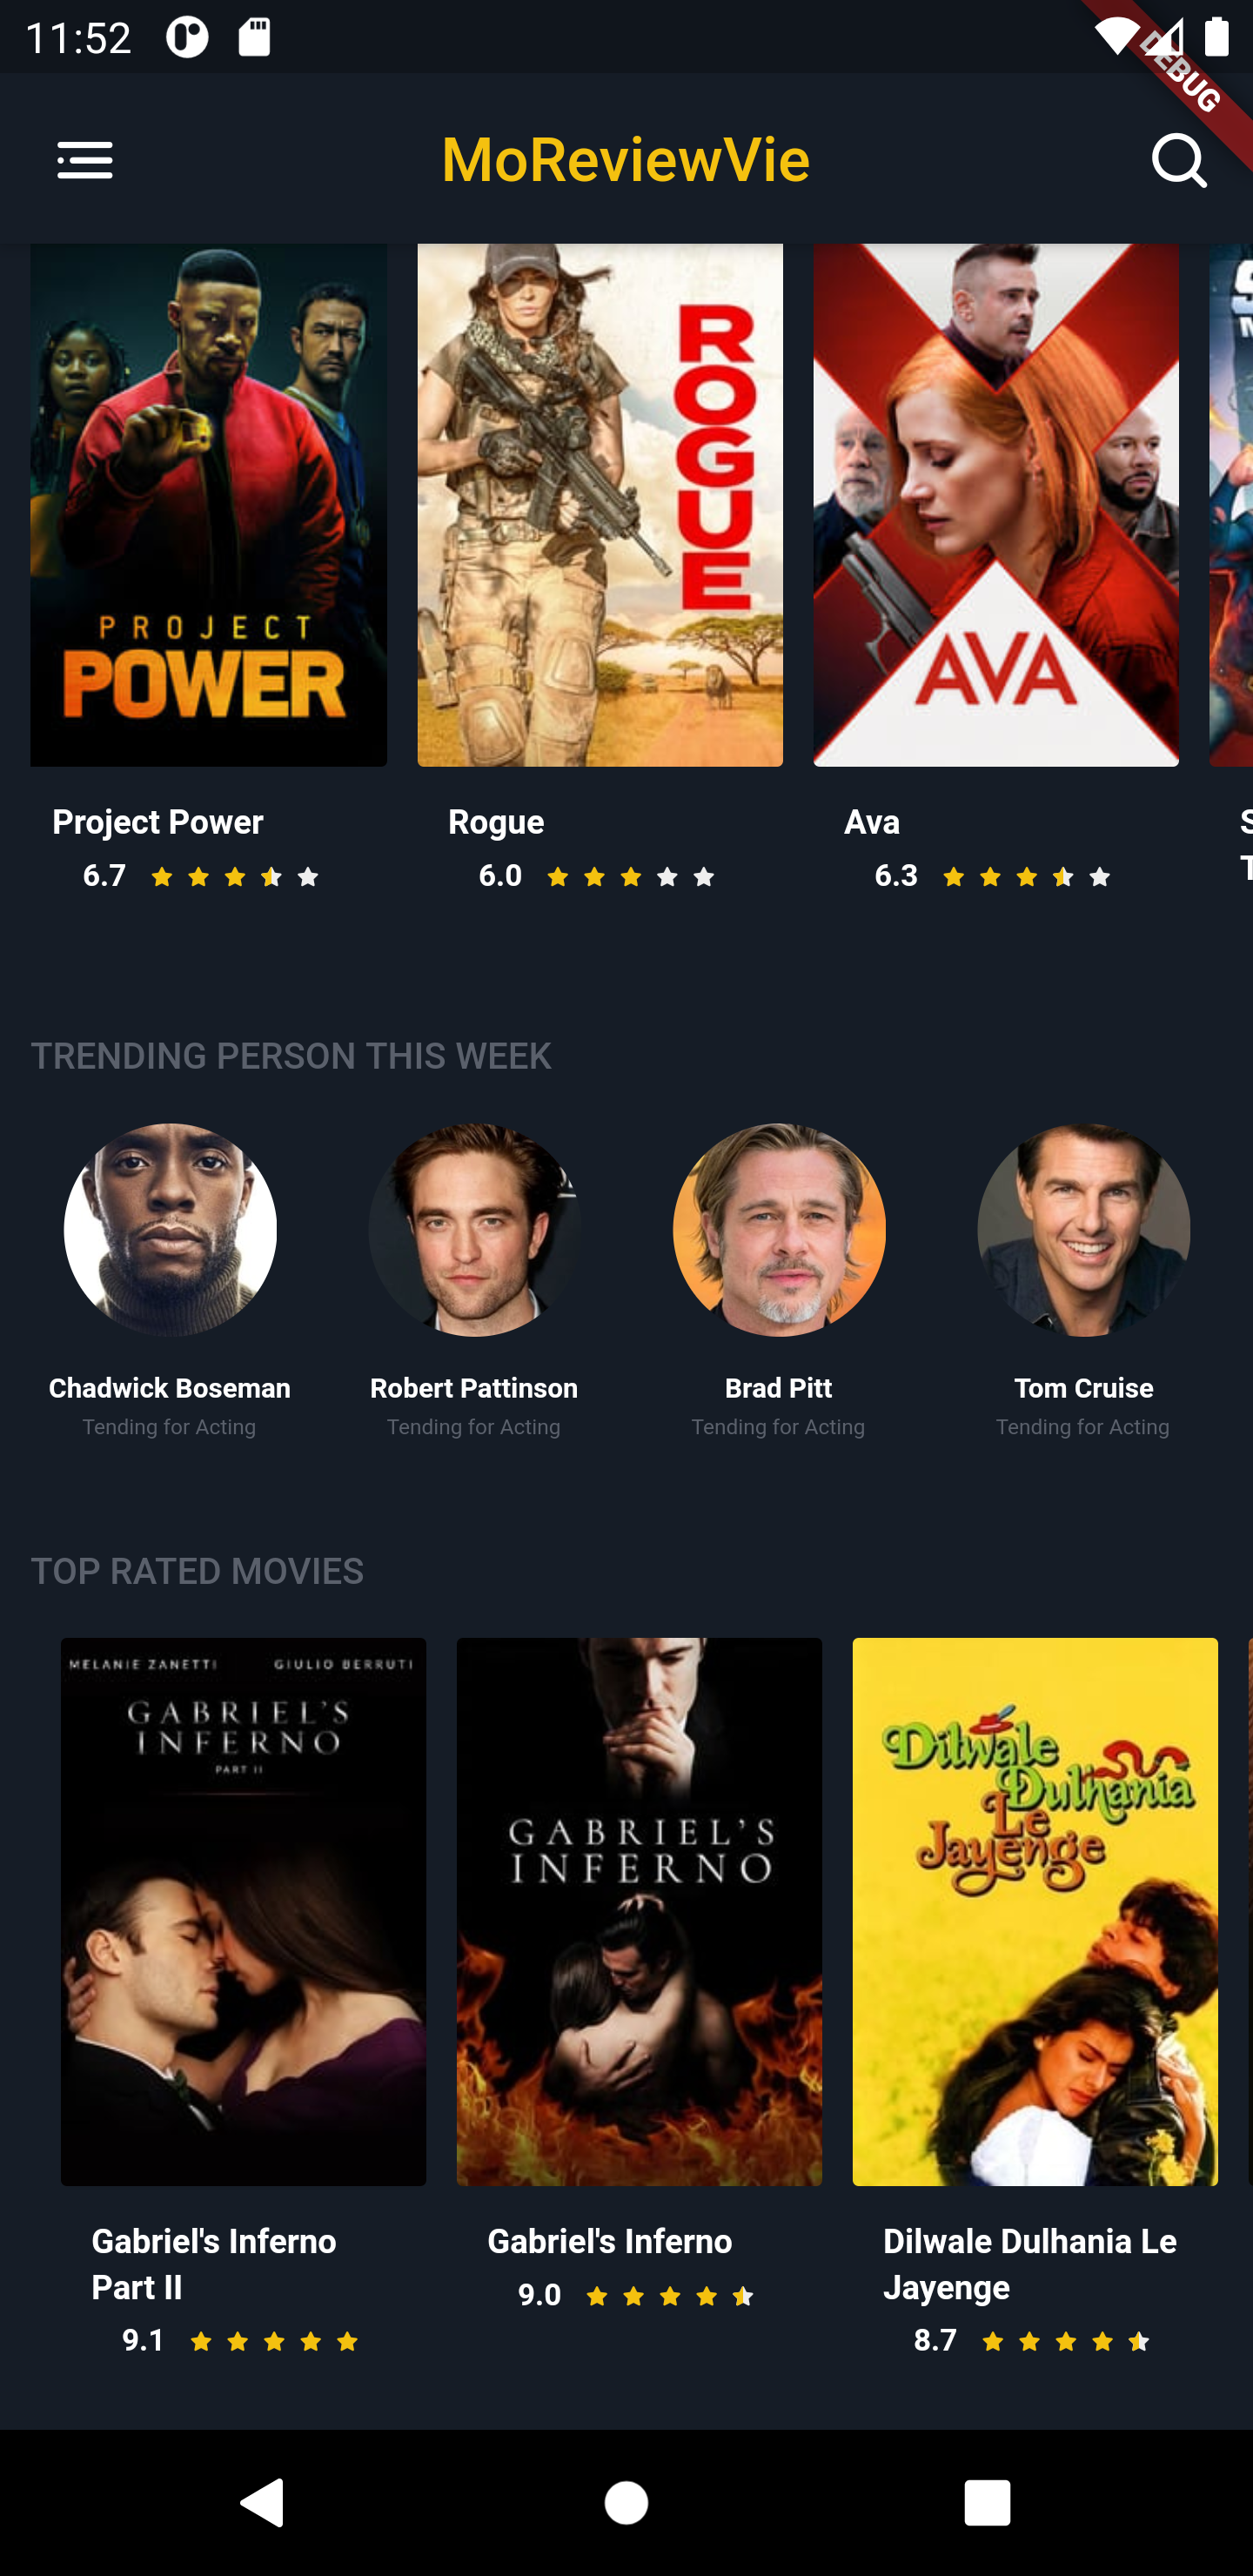 11:52
DEBUG
MoReviewVie
ROGUE
PROJECT
POWER
AVA
Project Power
Rogue
Ava
S
T
6.7
6.0
6.3
TRENDING PERSON THIS WEEK
Chadwick Boseman
Robert Pattinson
Brad Pitt
Tom Cruise
Tending for Acting
Tending for Acting
Tending for Acting
Tending for Acting
TOP RATED MOVIES
MELANIE ZANETTI
GIULIO BERRUTI
GABRIEL'S
INFERNO
PART II
GABRIEL'S
INFERNO
Dilwale
Dulhania
Le
Jayenge
Gabriel's Inferno
Part II
9.1
Gabriel's Inferno
9.0
Dilwale Dulhania Le
Jayenge
8.7